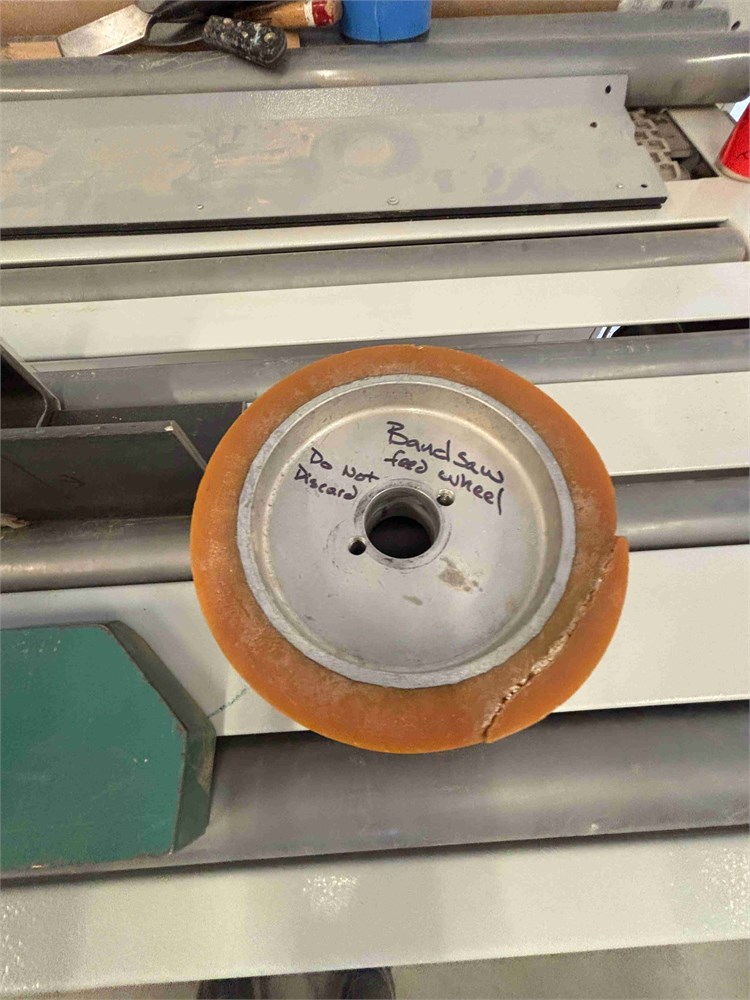 Band saw
feed wheel
Do Not
Discard